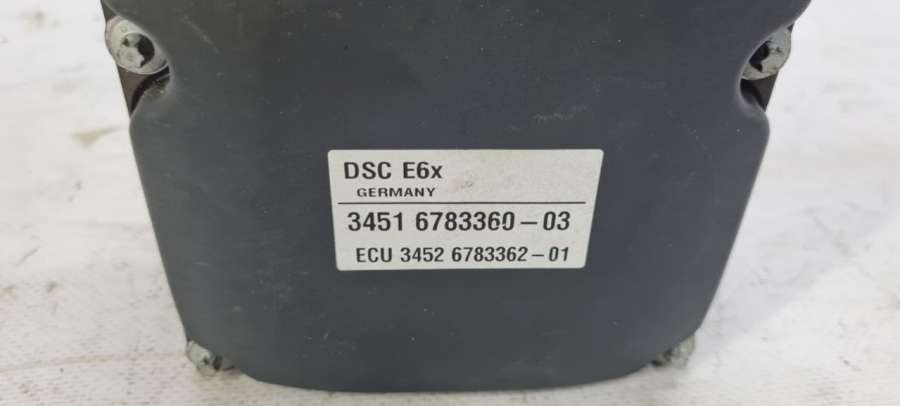 DSC E6x
GERMANY
3451 6783360-03
ECU 3452 6783362-01